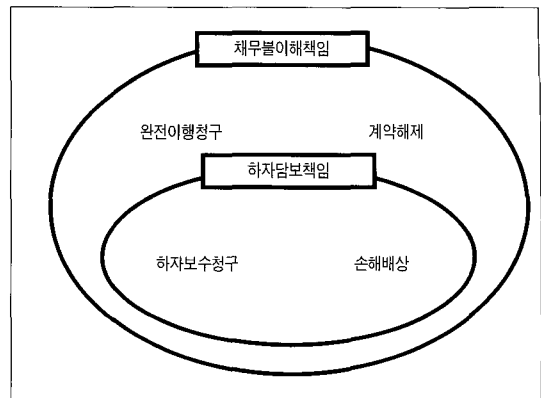 채무불이해책임
완전이행청구 계약해제
하자담보책임
하자보수청구 손해배상